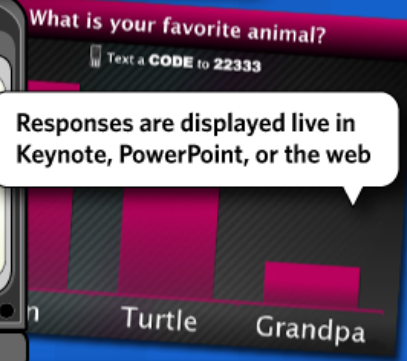 What is your favorite animal?
Text a CODE to 22333
Responses are displayed live in
Keynote, PowerPoint, or the web
Turtle
Grandpa